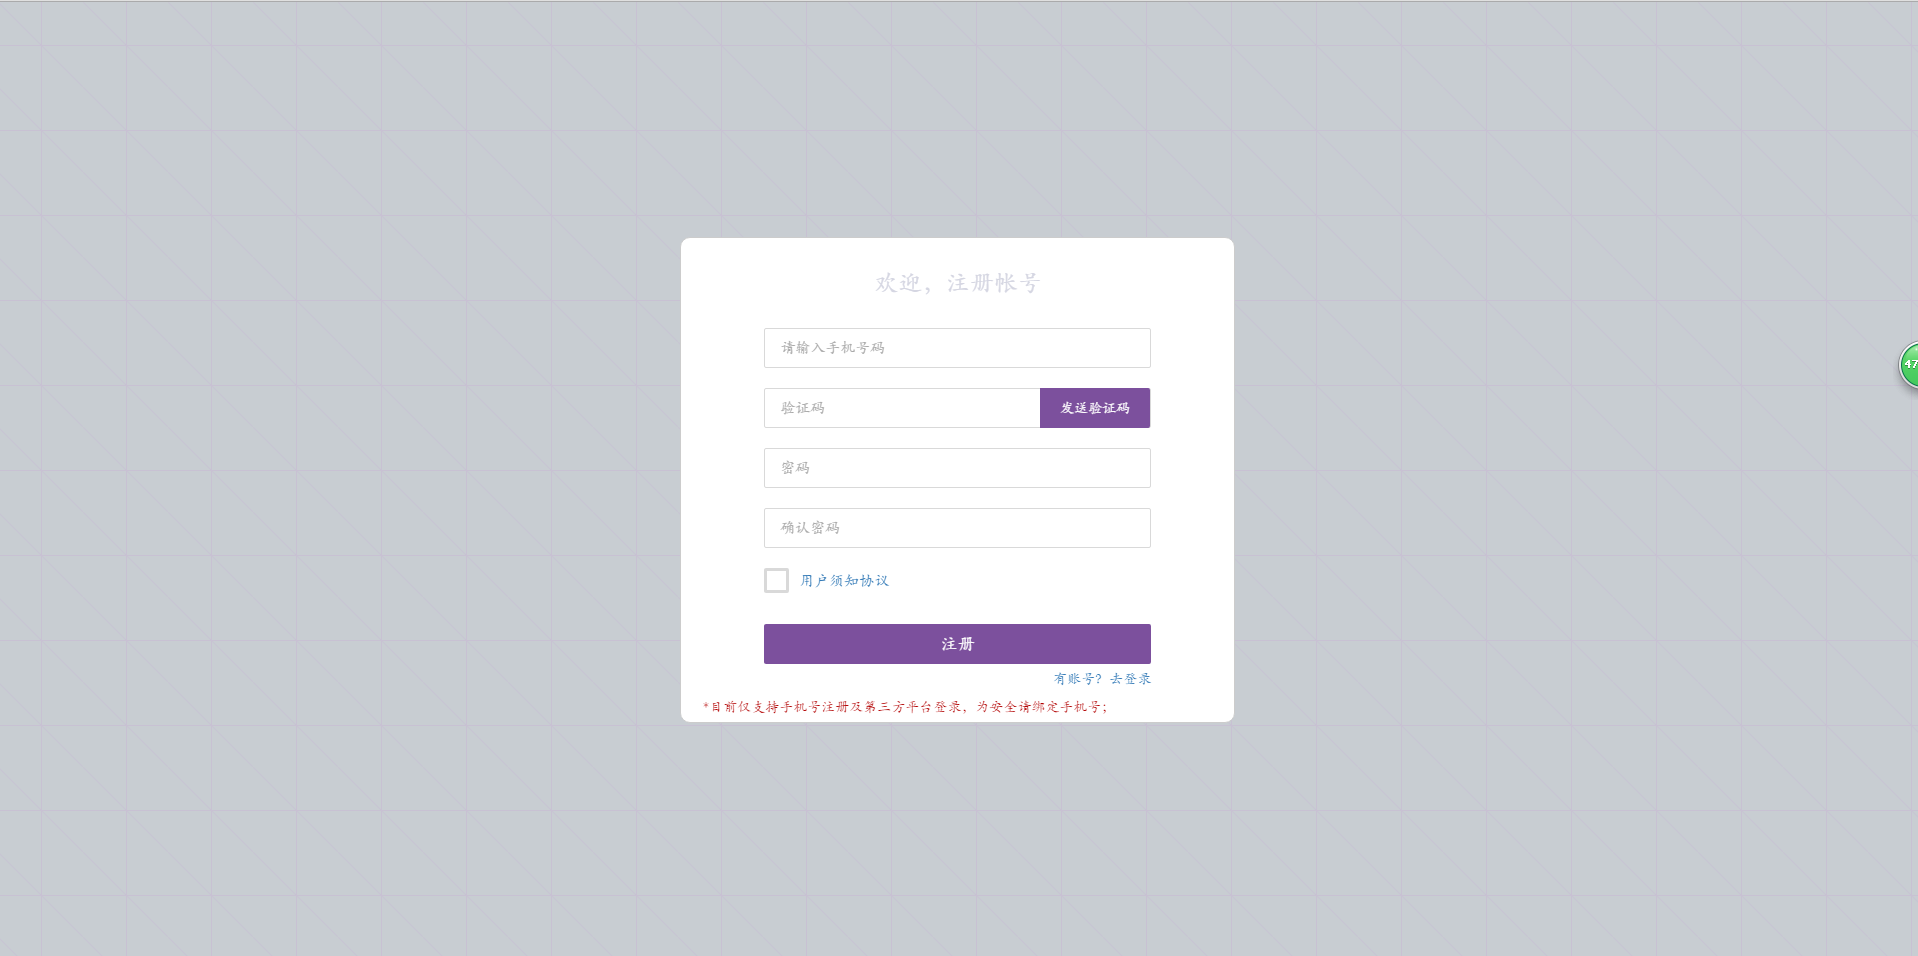 欢迎，注册帐号
请输入手机号码
验证码 发送验证码
密码
确认密码
用户须知协议
注册
有账号？去登录
*目前仅支持手机号注册及第三方平台登录，为安全请绑定手机号；
47